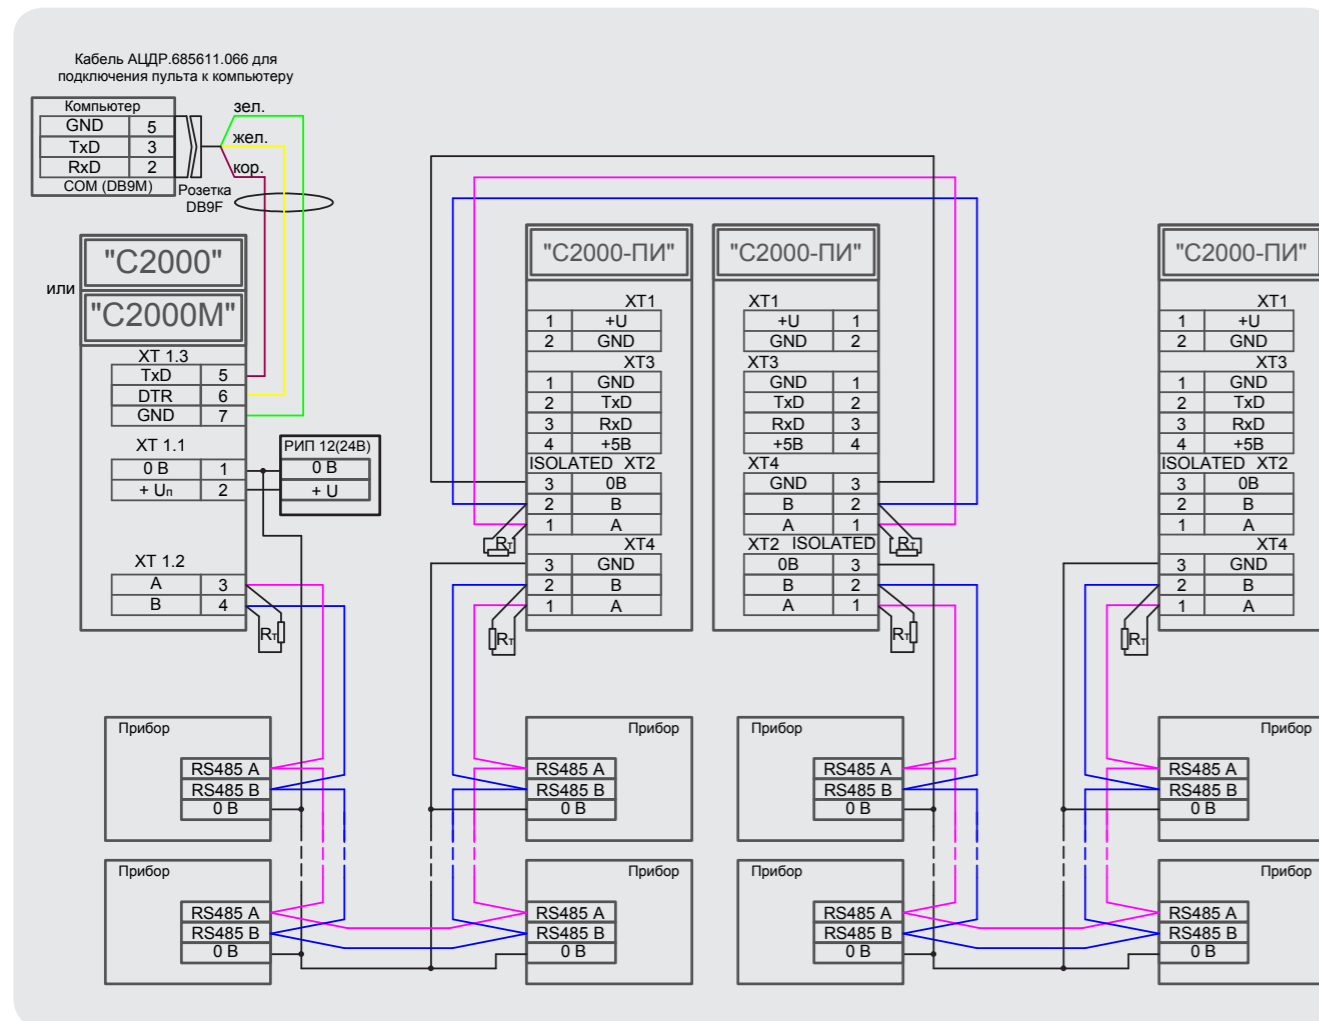 Кабель АЦДР.685611.066 для
подключения пульта к компьютеру
Компьютер
GND 5
TxD 3
RxD 2
COM (DB9M)
Розетка
DB9F
зел.
жел.
кор.
"С2000"
или
"С2000М"
XT 1.3
TxD 5
DTR 6
GND 7
XT 1.1
0 В 1
+ Uп 2
РИП 12(24В)
0 В
+ U
XT 1.2
A 3
B 4
Rт
"С2000-ПИ"
XT1
1 +U
2 GND
XT3
1 GND
2 TxD
3 RxD
4 +5В
ISOLATED XT2
3 0В
2 B
1 A
Rт
XT4
3 GND
2 B
1 A
Rт
"С2000-ПИ"
XT1
+U 1
GND 2
XT3
GND 1
TxD 2
RxD 3
+5В 4
XT4
GND 3
B 2
A 1
Rт
XT2 ISOLATED
0В 3
B 2
A 1
Rт
"С2000-ПИ"
XT1
1 +U
2 GND
XT3
1 GND
2 TxD
3 RxD
4 +5В
ISOLATED XT2
3 0В
2 B
1 A
XT4
3 GND
2 B
1 A
Rт
Прибор
RS485 A
RS485 B
0 В
Прибор
RS485 A
RS485 B
0 В
Прибор
RS485 A
RS485 B
0 В
Прибор
RS485 A
RS485 B
0 В
Прибор
RS485 A
RS485 B
0 В
Прибор
RS485 A
RS485 B
0 В
Прибор
RS485 A
RS485 B
0 В
Прибор
RS485 A
RS485 B
0 В